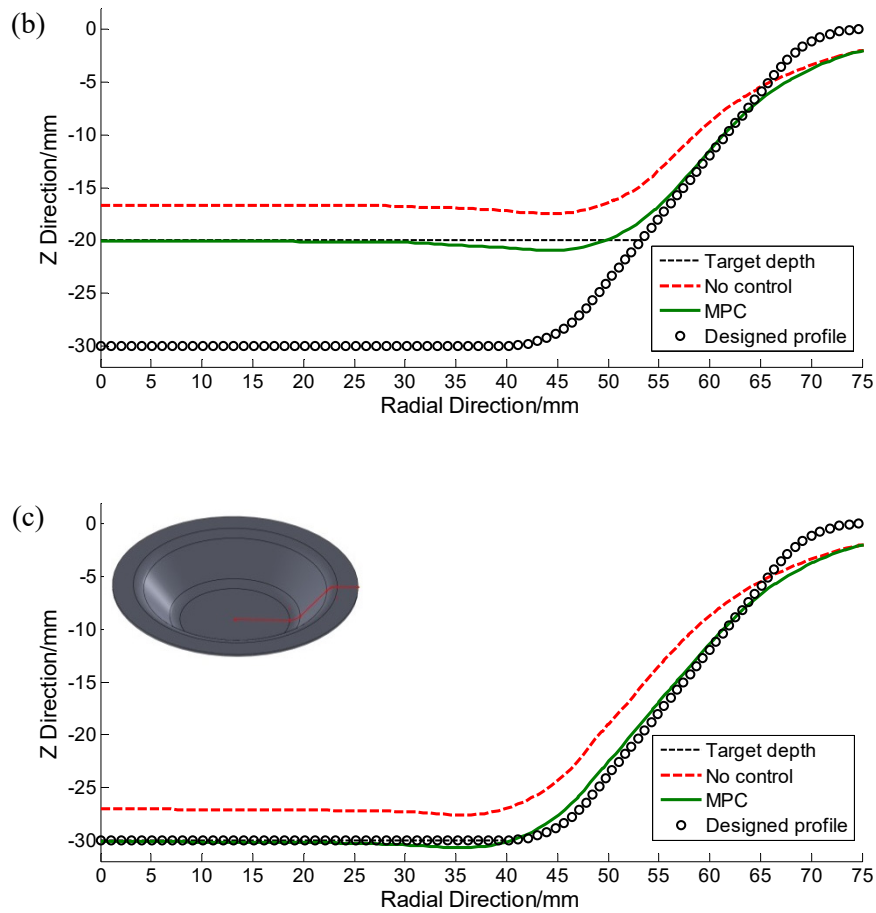 (b)
0
-5
-10
-15
-20
-25
-30
Z Direction/mm
0 5 10 15 20 25 30 35 40 45 50 55 60 65 70 75
Radial Direction/mm
Target depth
No control
MPC
Designed profile
(c)
0
-5
-10
-15
-20
-25
-30
Z Direction/mm
0 5 10 15 20 25 30 35 40 45 50 55 60 65 70 75
Radial Direction/mm
Target depth
No control
MPC
Designed profile